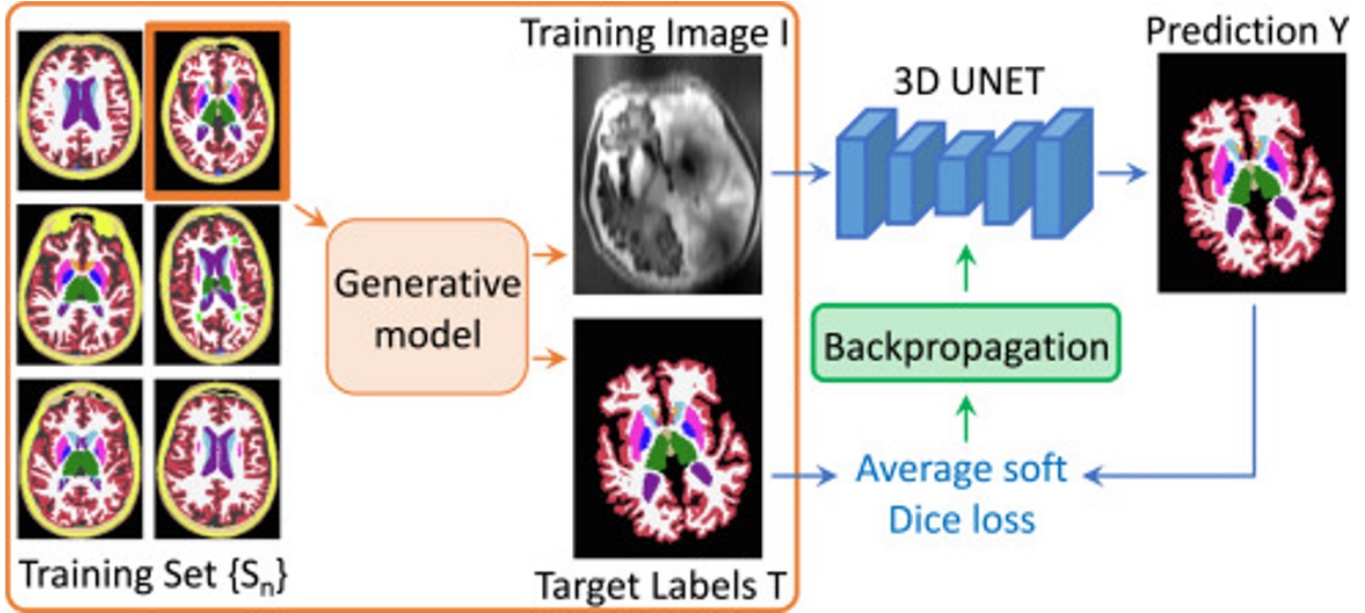 Training Image I
Prediction Y
3D UNET
Generative
model
Backpropagation
Average soft
Dice loss
Training Set {Sₙ}
Target Labels T